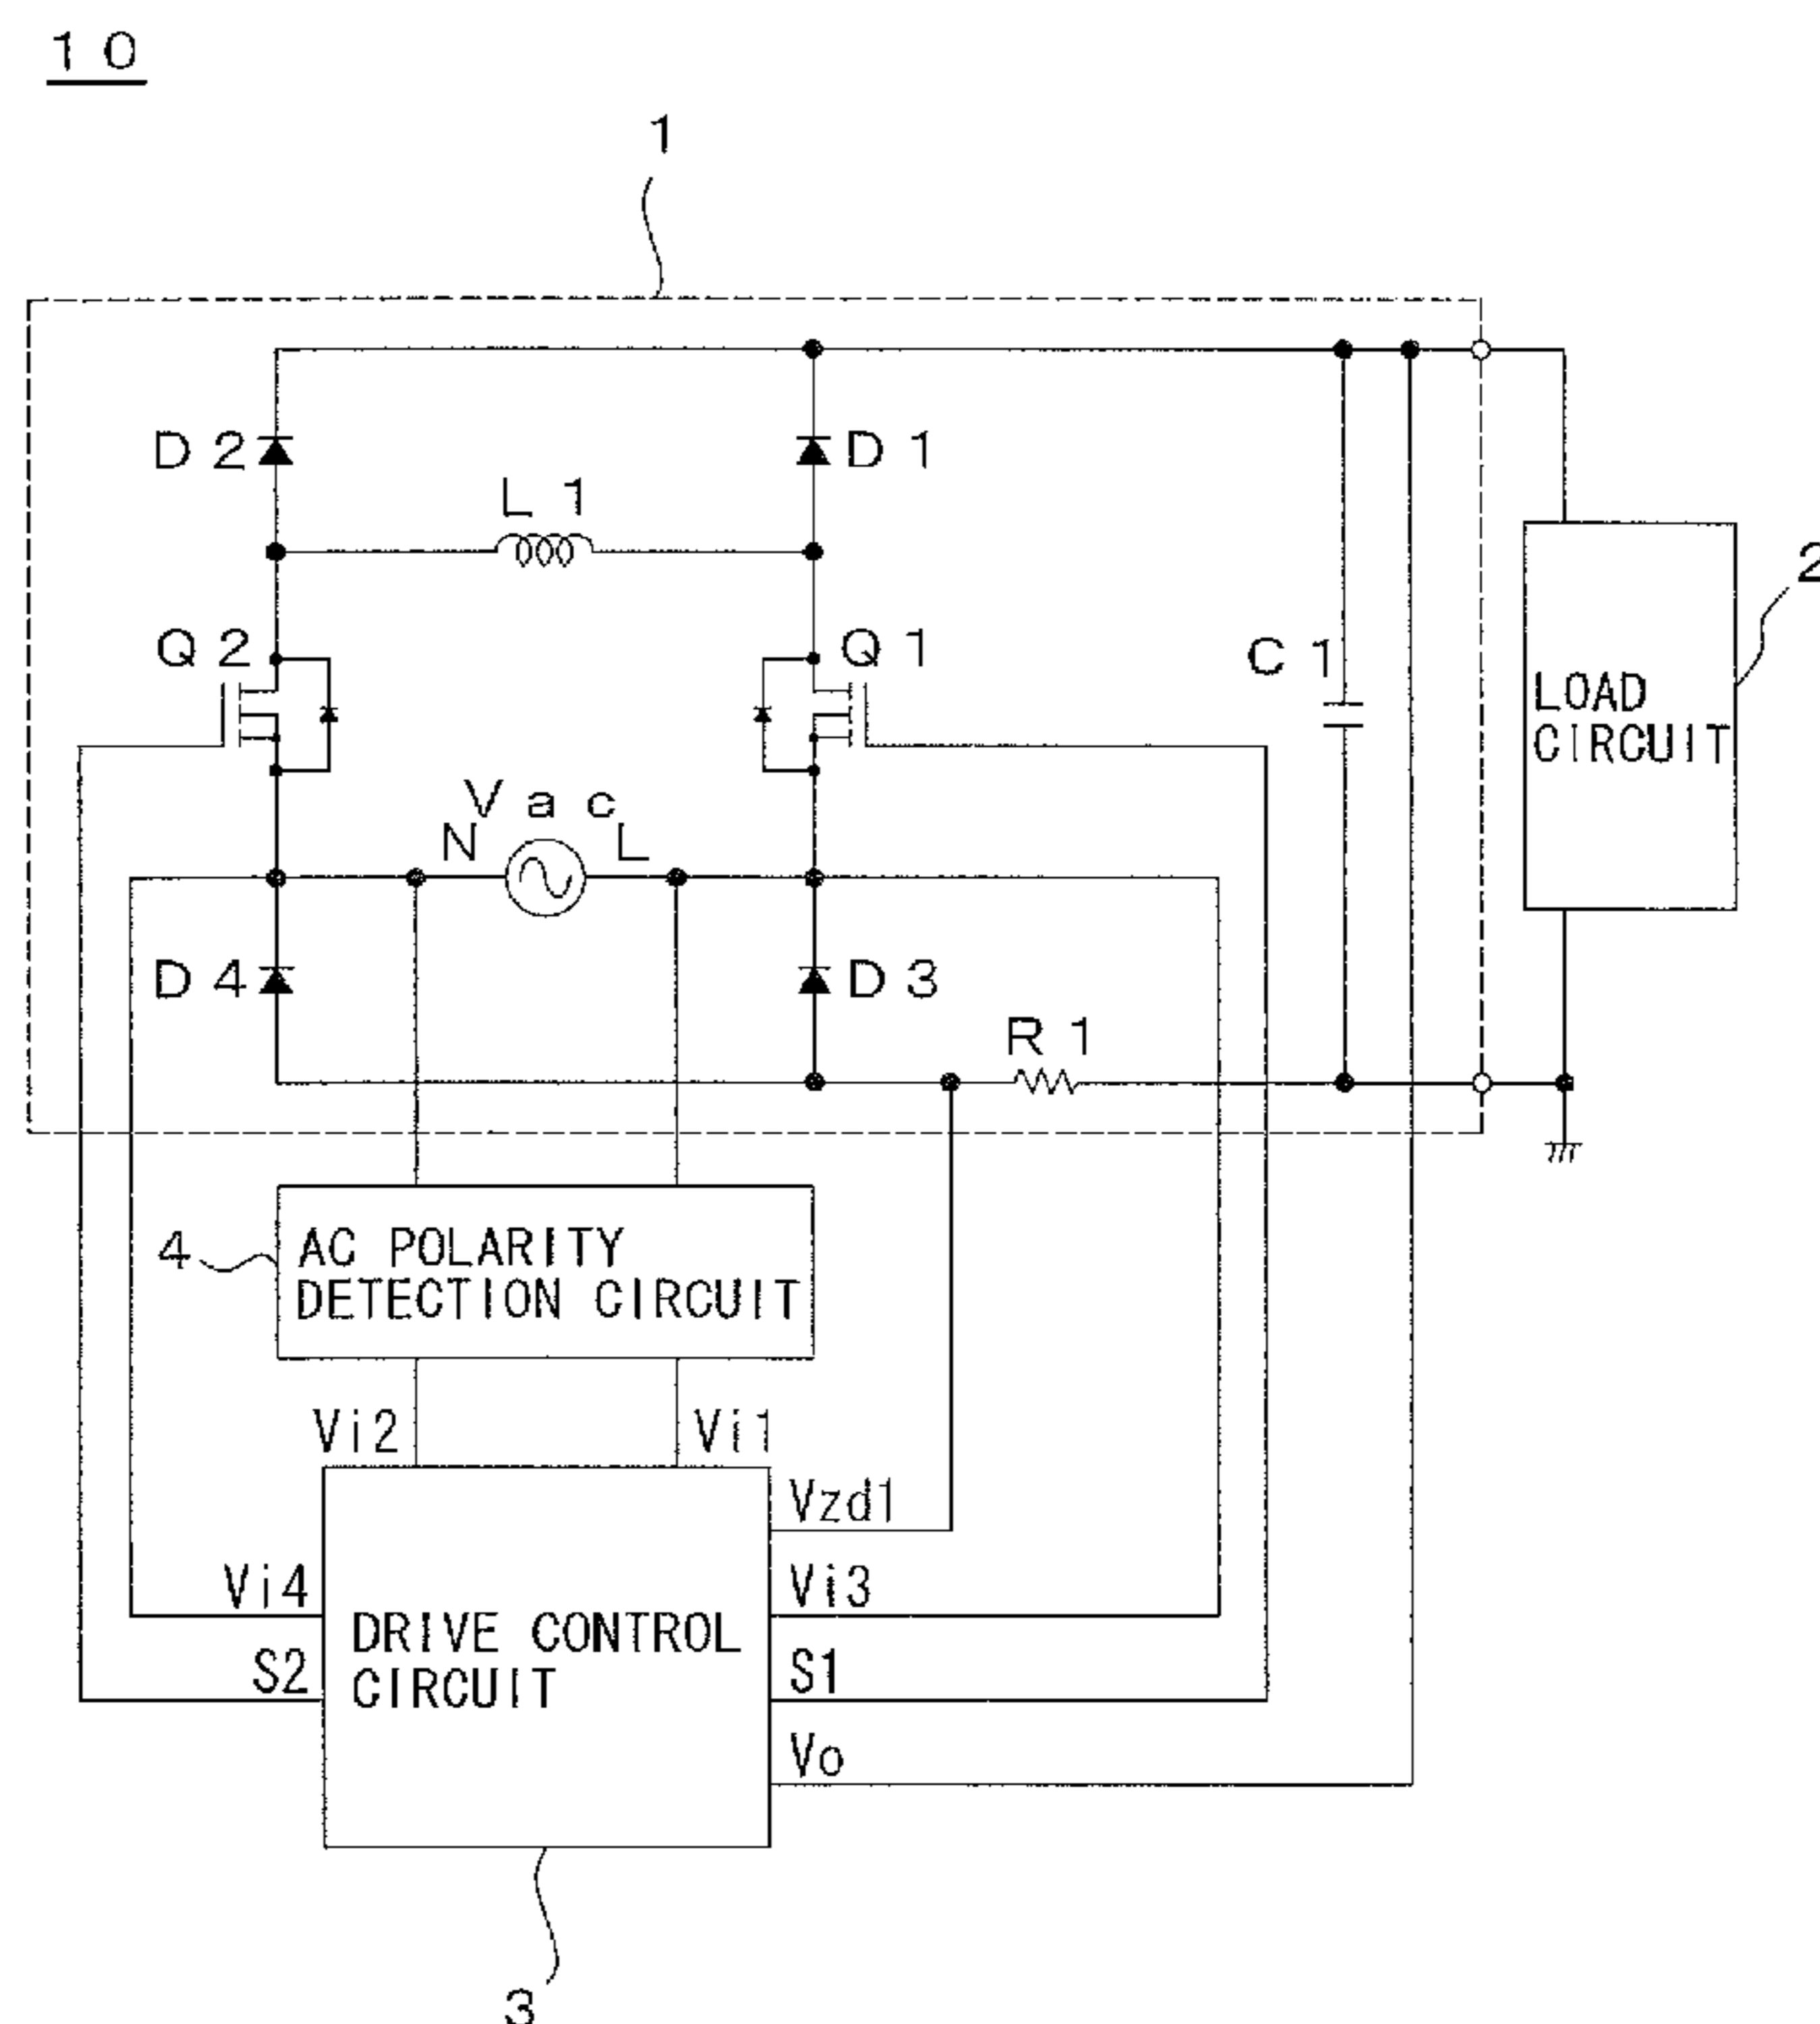 10
1
D2
D1
L1
Q2
Q1
C1
2
LOAD
CIRCUIT
Vac
N
L
D4
D3
R1
4
AC POLARITY
DETECTION CIRCUIT
Vi2
Vi1
Vzd1
Vi4
Vi3
DRIVE CONTROL
CIRCUIT
S2
S1
Vo
3